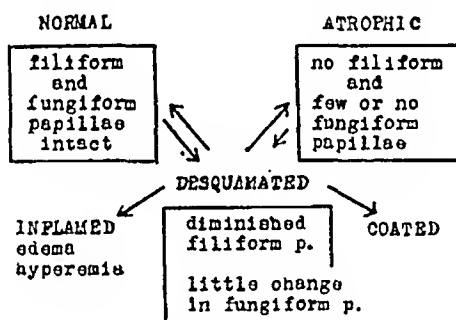 NORMAL
filiform
and
fungiform
papillae
intact
ATROPHIC
no filiform
and
few or no
fungiform
papillae
DESQUAMATED
INFLAMED
edema
hyperemia
diminished
filiform p.
little change
in fungiform p.
COATED